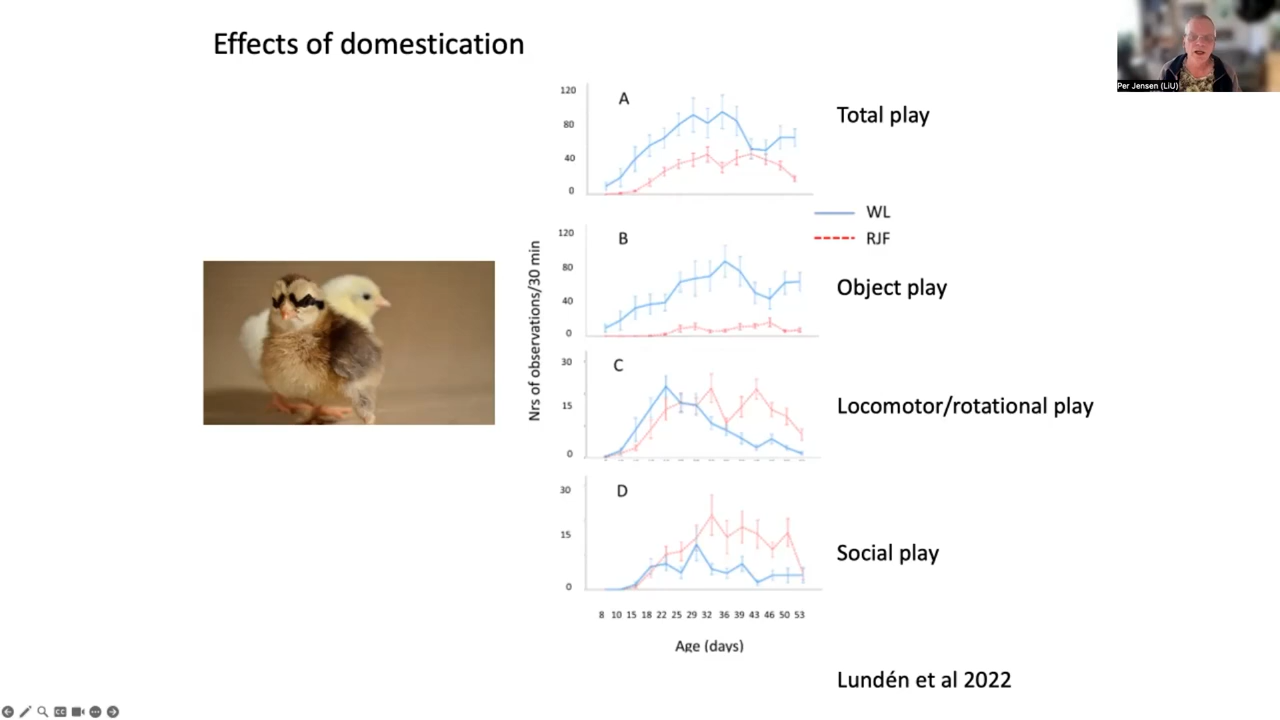 Effects of domestication
Per Jensen (LiU)
Nrs of observations/30 min
120
80
40
0
A
Total play
WL
RJF
120
80
40
0
B
Object play
30
15
0
C
Locomotor/rotational play
30
15
0
D
Social play
8 10 15 18 22 25 29 32 36 39 43 46 50 53
Age (days)
Lundén et al 2022
CC